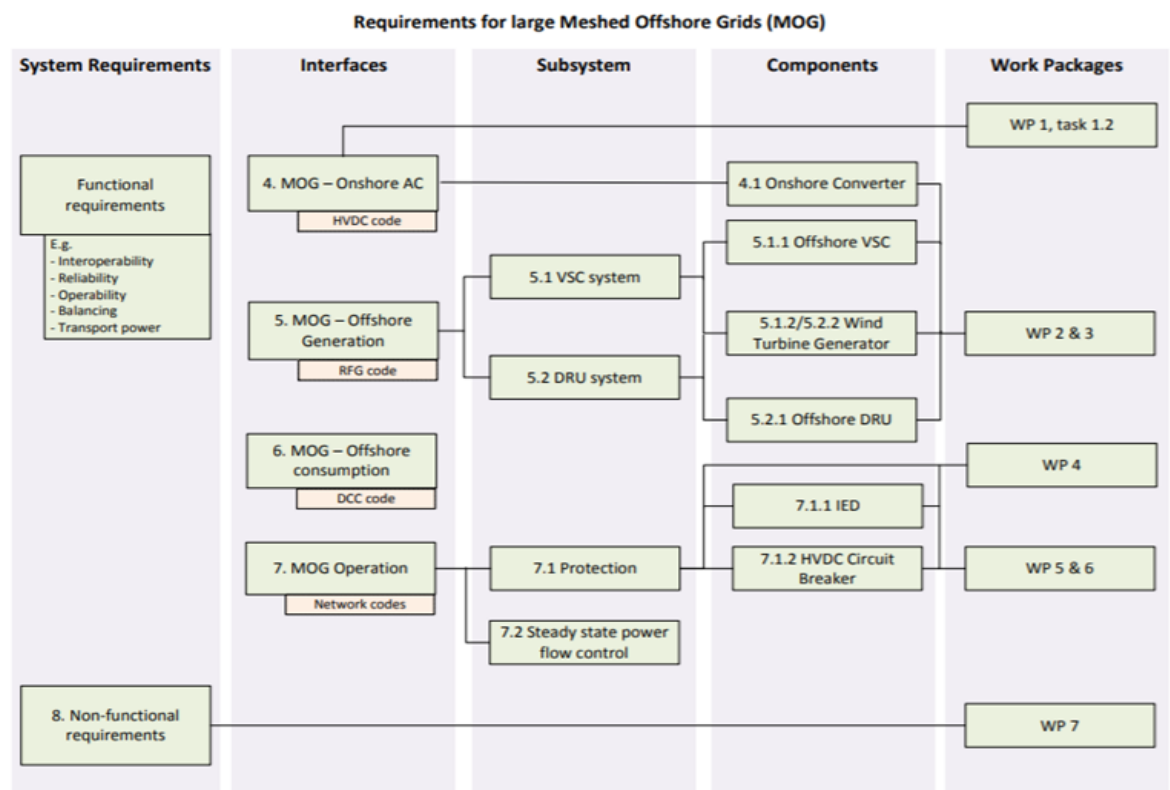 Requirements for large Meshed Offshore Grids (MOG)
System Requirements
Interfaces
Subsystem
Components
Work Packages
WP 1, task 1.2
Functional
requirements
E.g.
- Interoperability
- Reliability
- Operability
- Balancing
- Transport power
4. MOG – Onshore AC
HVDC code
4.1 Onshore Converter
5.1.1 Offshore VSC
5.1 VSC system
5. MOG – Offshore
Generation
RFG code
5.1.2/5.2.2 Wind
Turbine Generator
WP 2 & 3
5.2 DRU system
5.2.1 Offshore DRU
6. MOG – Offshore
consumption
DCC code
WP 4
7.1.1 IED
7. MOG Operation
Network codes
7.1 Protection
7.1.2 HVDC Circuit
Breaker
WP 5 & 6
7.2 Steady state power
flow control
8. Non-functional
requirements
WP 7